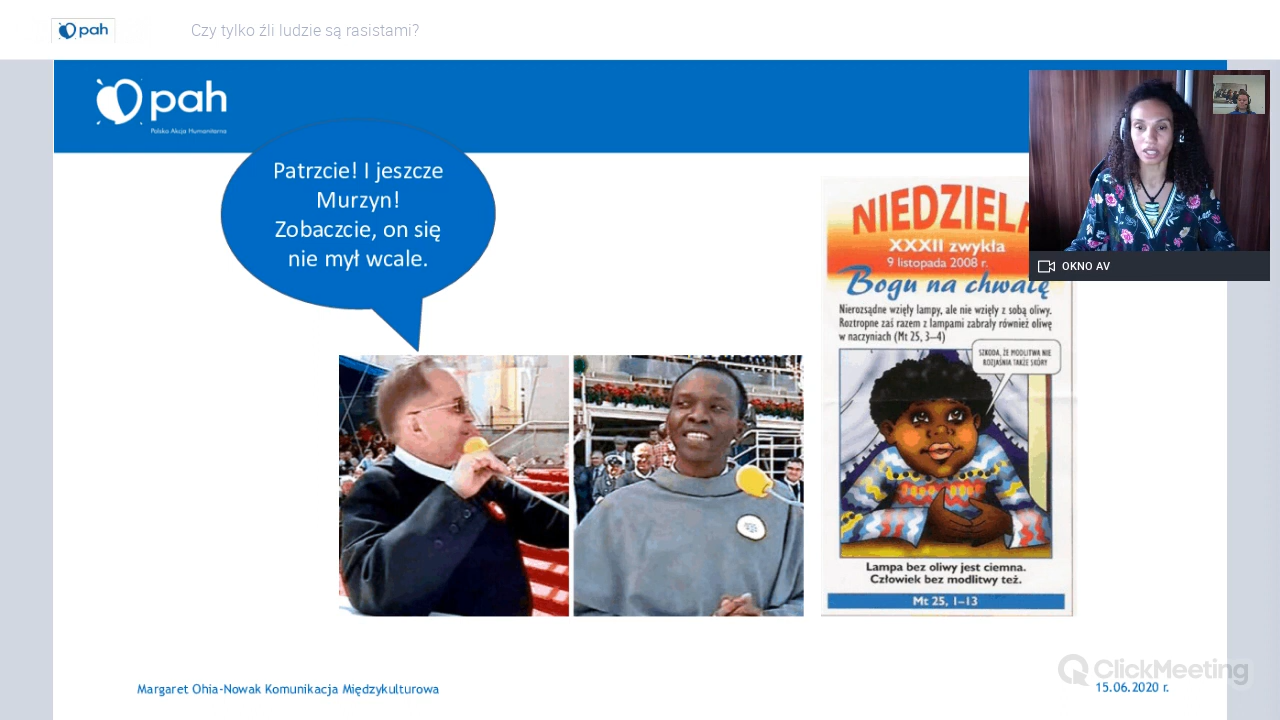 pah
Czy tylko źli ludzie są rasistami?
pah
Polska Akcja Humanitarna
Patrzcie! I jeszcze
Murzyn!
Zobaczcie, on się
nie mył wcale.
NIEDZIELA
XXXII zwykła
9 listopada 2008 r.
Bogu na chwałę
Nierozsądne wzięły lampy, ale nie wzięły z sobą oliwy.
Roztropne zaś razem z lampami zabrały również oliwę
w naczyniach (Mt 25, 3–4)
SZKODA, ŻE MODLITWA NIE
ROZJAŚNIA TAKŻE SKÓRY
Lampa bez oliwy jest ciemna.
Człowiek bez modlitwy też.
Mt 25, 1–13
OKNO AV
Margaret Ohia-Nowak Komunikacja Międzykulturowa
ClickMeeting
15.06.2020 r.